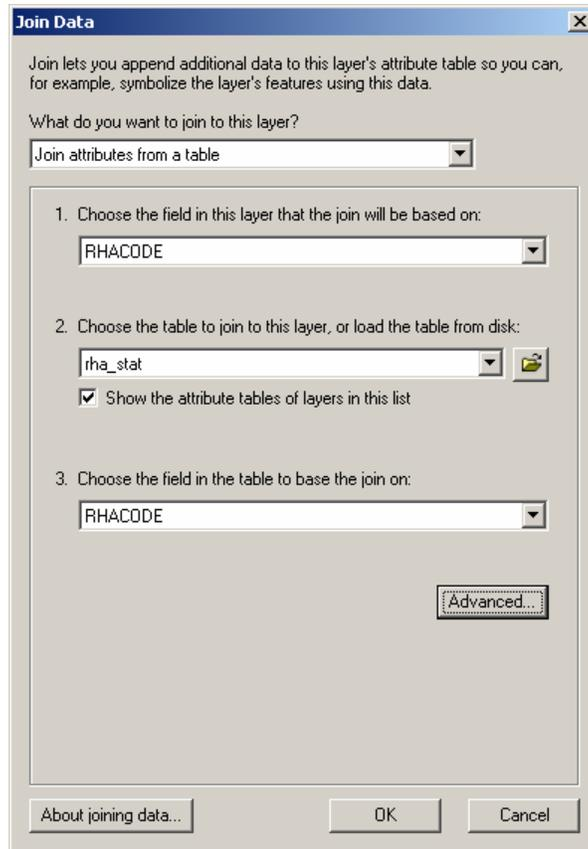 Join Data
Join lets you append additional data to this layer's attribute table so you can,
for example, symbolize the layer's features using this data.
What do you want to join to this layer?
Join attributes from a table
1. Choose the field in this layer that the join will be based on:
RHACODE
2. Choose the table to join to this layer, or load the table from disk:
rha_stat
Show the attribute tables of layers in this list
3. Choose the field in the table to base the join on:
RHACODE
Advanced...
About joining data... OK Cancel